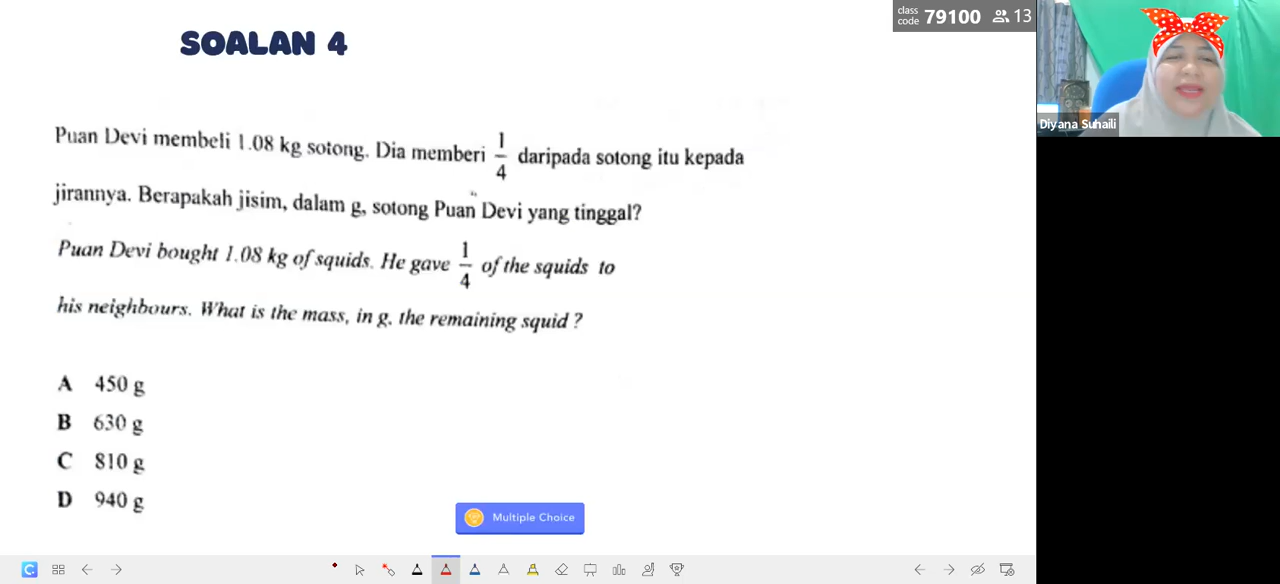 class code 79100 13
SOALAN 4
Diyana Suhaili
Puan Devi membeli 1.08 kg sotong. Dia memberi 1/4 daripada sotong itu kepada
jirannya. Berapakah jisim, dalam g, sotong Puan Devi yang tinggal?
Puan Devi bought 1.08 kg of squids. He gave 1/4 of the squids to
his neighbours. What is the mass, in g. the remaining squid ?
A 450 g
B 630 g
C 810 g
D 940 g
Multiple Choice